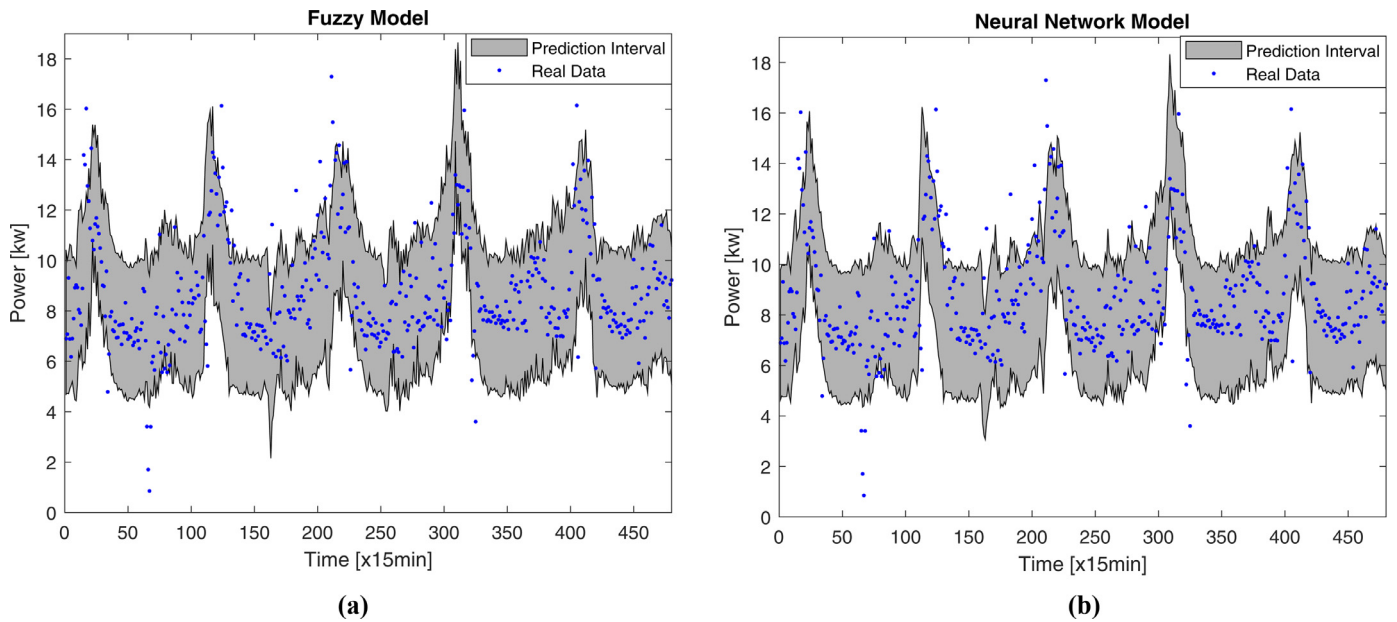 Fuzzy Model
Prediction Interval
Real Data
18
16
14
12
10
8
6
4
2
0
Power [kw]
0 50 100 150 200 250 300 350 400 450
Time [x15min]
(a)
Neural Network Model
Prediction Interval
Real Data
18
16
14
12
10
8
6
4
2
0
Power [kw]
0 50 100 150 200 250 300 350 400 450
Time [x15min]
(b)